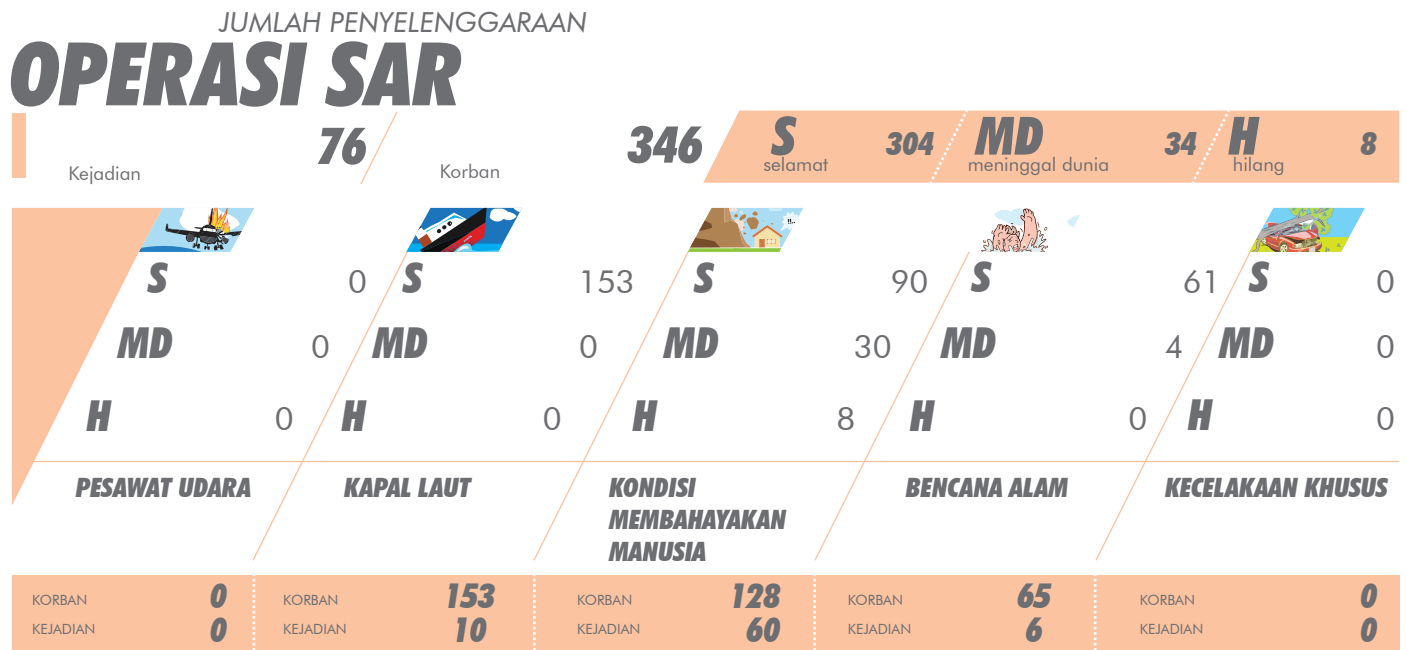 JUMLAH PENYELENGGARAAN
OPERASI SAR
Kejadian 76 Korban 346 S selamat 304 MD meninggal dunia 34 H hilang 8
!!..
S 0 S 153 S 90 S 61 S 0
MD 0 MD 0 MD 30 MD 4 MD 0
H 0 H 0 H 8 H 0 H 0
PESAWAT UDARA KAPAL LAUT KONDISI BENCANA ALAM KECELAKAAN KHUSUS
MEMBAHAYAKAN
MANUSIA
KORBAN 0 KORBAN 153 KORBAN 128 KORBAN 65 KORBAN 0
KEJADIAN 0 KEJADIAN 10 KEJADIAN 60 KEJADIAN 6 KEJADIAN 0